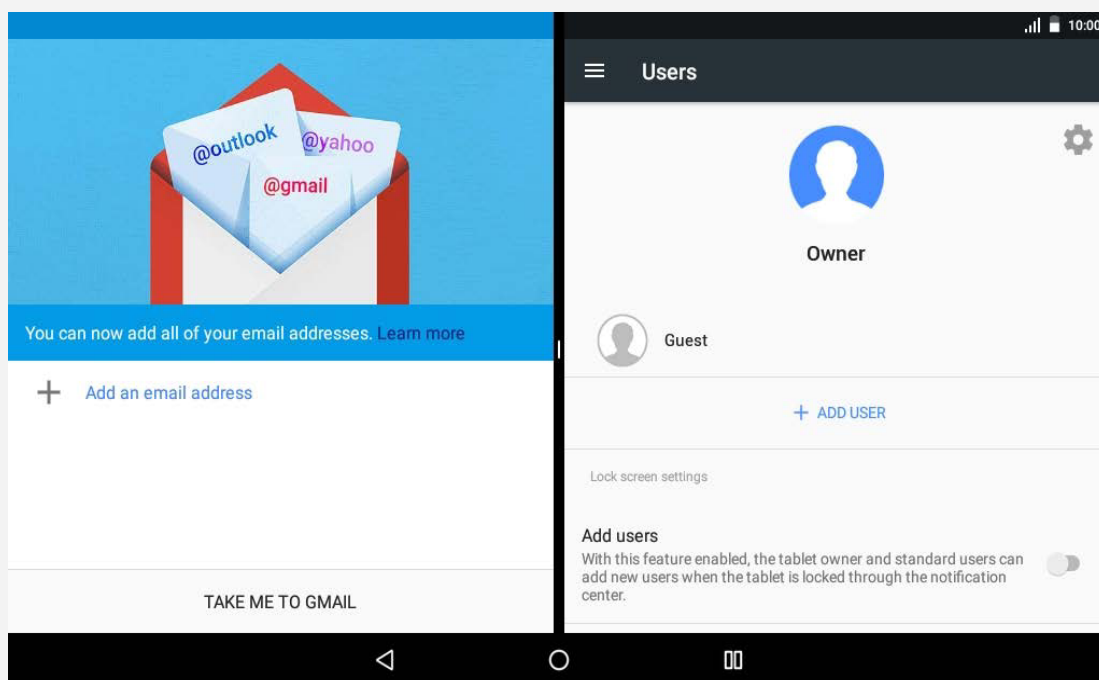 @outlook
@yahoo
@gmail
You can now add all of your email addresses. Learn more
Add an email address
TAKE ME TO GMAIL
10:00
Users
Owner
Guest
+ ADD USER
Lock screen settings
Add users
With this feature enabled, the tablet owner and standard users can
add new users when the tablet is locked through the notification
center.